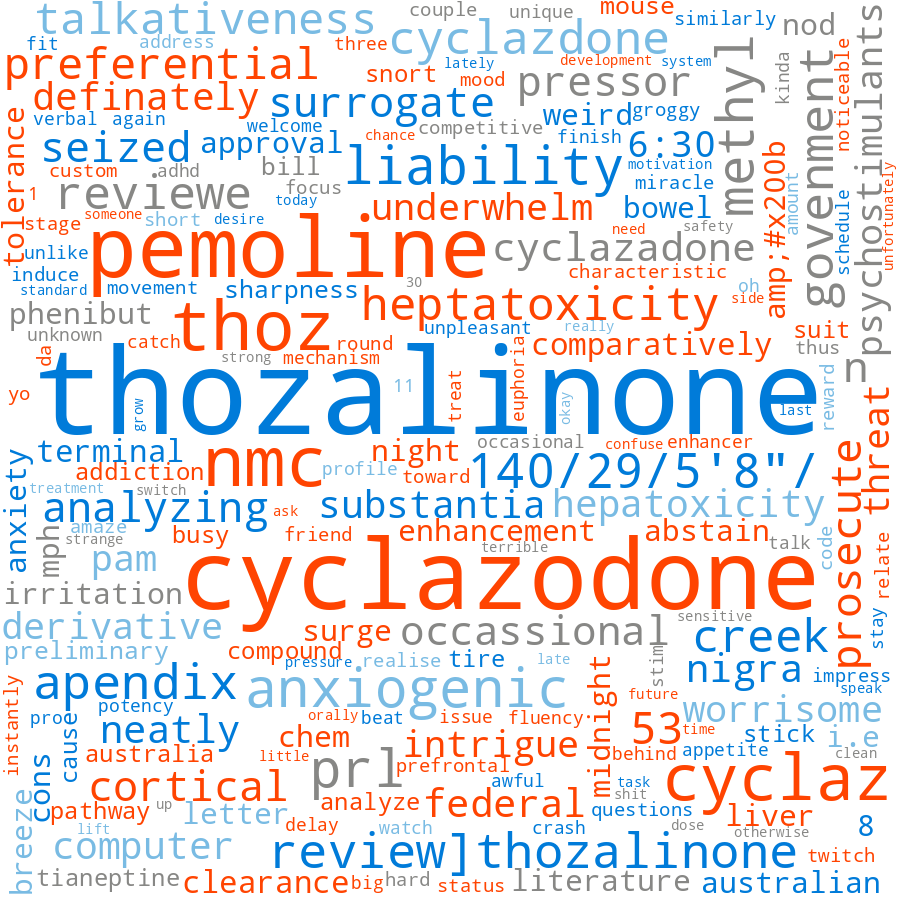 talkativeness
couple
unique
mouse
similarly
nod
psychostimulants
fit
address
three
cyclazdone
lately
development
system
methyl
kinda
govenment
noticeable
preferential
snort
mood
pressor
definately
surrogate
weird
groggy
verbal
again
welcome
chance
competitive
finish
6:30
tolerance
seized
approval
liability
motivation
amp;#x200b
amount
custom
adhd
bill
focus
miracle
1
reviewe
today
underwhelm
bowel
schedule
unfortunately
stage
someone
short
desire
need
safety
unlike
pemoline
cyclazadone
induce
characteristic
standard
movement
sharpness
30
oh
side
phenibut
thoz
heptatoxicity
unknown
catch
unpleasant
really
suit
da
strong
mechanism
round
euphoria
comparatively
thus
n
yo
thozalinone
11
treat
okay
reward
grow
last
threat
terminal
night
occasional
confuse
enhancer
prosecute
anxiety
addiction
nmc
profile
toward
140/29/5'8"/
treatment
switch
analyzing
ask
substantia
hepatoxicity
amaze
strange
busy
friend
enhancement
abstain
code
relate
mph
pam
terrible
talk
cyclazodone
irritation
stay
derivative
surge
occassional
sensitive
creek
preliminary
compound
pressure
realise
tire
late
stim
nigra
impress
speak
instantly
apendix
anxiogenic
midnight
future
worrisome
potency
proe
neatly
orally
beat
issue
fluency
53
time
stick
i.e
cause
australia
little
chem
intrigue
prefrontal
behind
appetite
clean
cons
cortical
prl
awful
task
shit
cyclaz
pathway
up
letter
analyze
federal
questions
liver
8
breeze
lift
delay
watch
crash
dose
otherwise
computer
review]thozalinone
twitch
tianeptine
clearance
big
hard
status
literature
australian